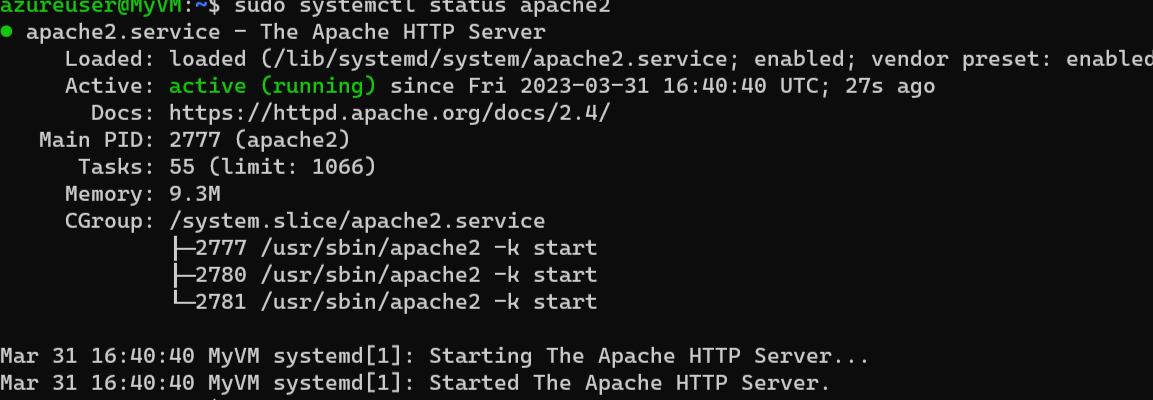 azureuser@MyVM:~$ sudo systemctl status apache2
● apache2.service - The Apache HTTP Server
     Loaded: loaded (/lib/systemd/system/apache2.service; enabled; vendor preset: enabled
     Active: active (running) since Fri 2023-03-31 16:40:40 UTC; 27s ago
       Docs: https://httpd.apache.org/docs/2.4/
   Main PID: 2777 (apache2)
      Tasks: 55 (limit: 1066)
     Memory: 9.3M
     CGroup: /system.slice/apache2.service
             ├─2777 /usr/sbin/apache2 -k start
             ├─2780 /usr/sbin/apache2 -k start
             └─2781 /usr/sbin/apache2 -k start
Mar 31 16:40:40 MyVM systemd[1]: Starting The Apache HTTP Server...
Mar 31 16:40:40 MyVM systemd[1]: Started The Apache HTTP Server.